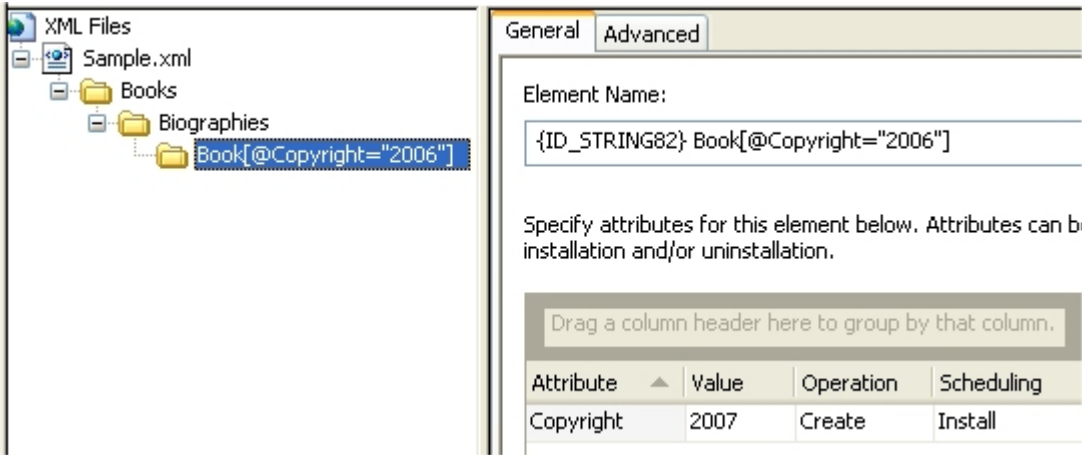 XML Files
Sample.xml
Books
Biographies
Book[@Copyright="2006"]
General Advanced
Element Name:
{ID_STRING82} Book[@Copyright="2006"]
Specify attributes for this element below. Attributes can b
installation and/or uninstallation.
Drag a column header here to group by that column.
Attribute Value Operation Scheduling
Copyright 2007 Create Install